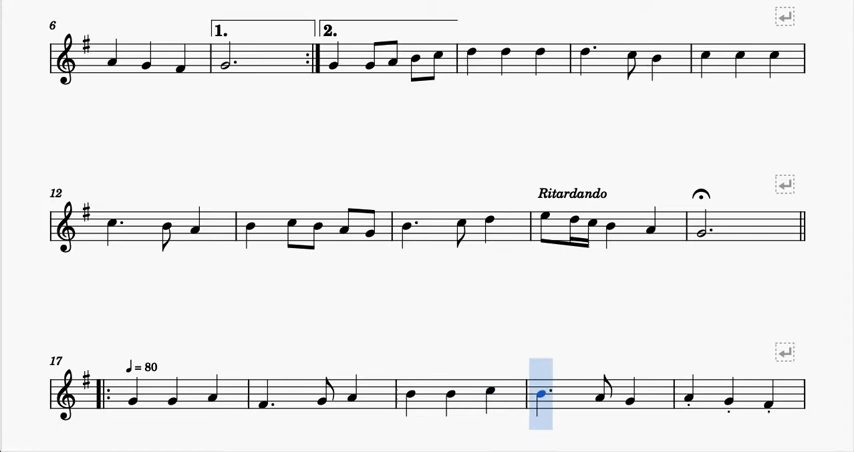 6
1.
2.
12
Ritardando
17
♩ = 80